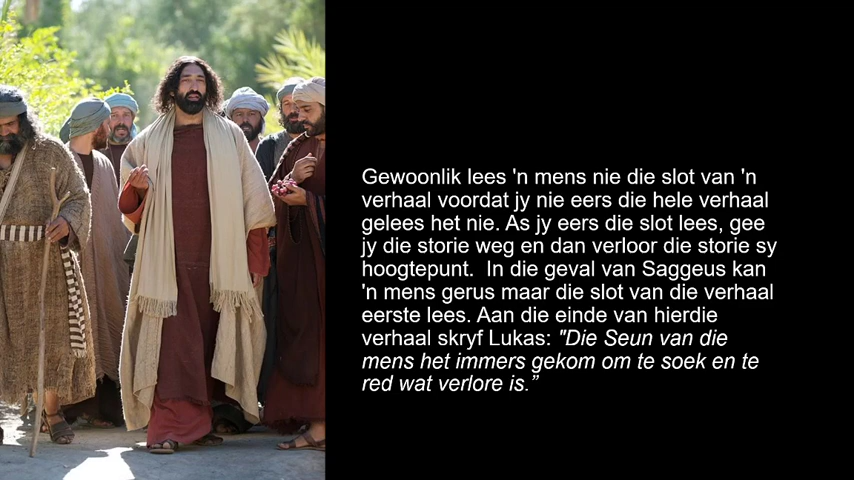 Gewoonlik lees 'n mens nie die slot van 'n
verhaal voordat jy nie eers die hele verhaal
gelees het nie. As jy eers die slot lees, gee
jy die storie weg en dan verloor die storie sy
hoogtepunt.  In die geval van Saggeus kan
'n mens gerus maar die slot van die verhaal
eerste lees. Aan die einde van hierdie
verhaal skryf Lukas: "Die Seun van die
mens het immers gekom om te soek en te
red wat verlore is.”